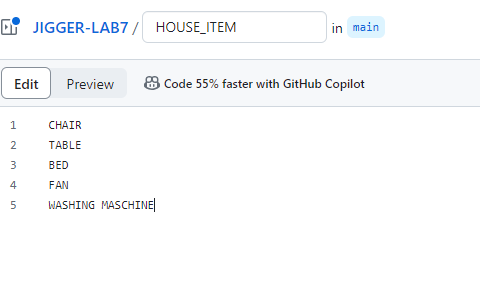 JIGGER-LAB7 / HOUSE_ITEM in main
Edit Preview Code 55% faster with GitHub Copilot
1 CHAIR
2 TABLE
3 BED
4 FAN
5 WASHING MASCHINE